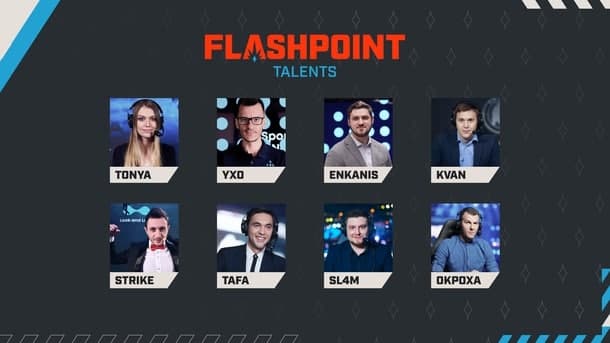 FLASHPOINT
TALENTS
TONYA
YXO
ENKANIS
KVAN
STRIKE
TAFA
SL4M
OKPOXA